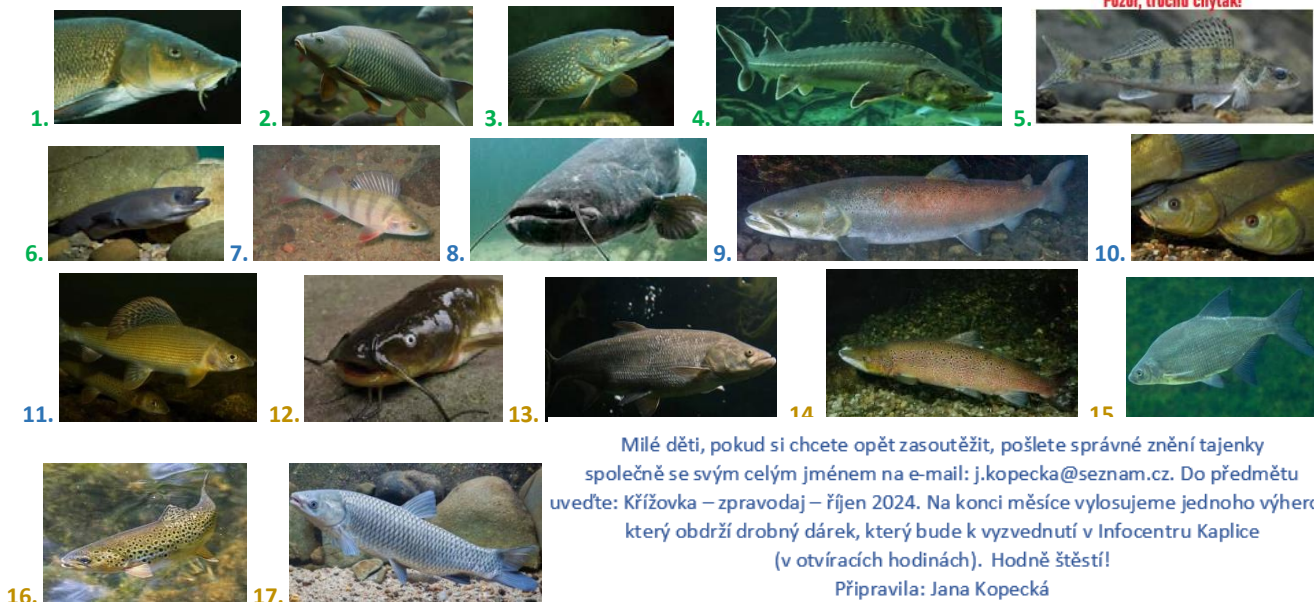 Pozor, trochu chyták!
1. 2. 3. 4. 5.
6. 7. 8. 9. 10.
11. 12. 13. 14. 15.
Milé děti, pokud si chcete opět zasoutěžit, pošlete správné znění tajenky
společně se svým celým jménem na e-mail: j.kopecka@seznam.cz. Do předmětu
uveďte: Křížovka – zpravodaj – říjen 2024. Na konci měsíce vylosujeme jednoho výherc
který obdrží drobný dárek, který bude k vyzvednutí v Infocentru Kaplice
(v otvíracích hodinách). Hodně štěstí!
Připravila: Jana Kopecká
16. 17.